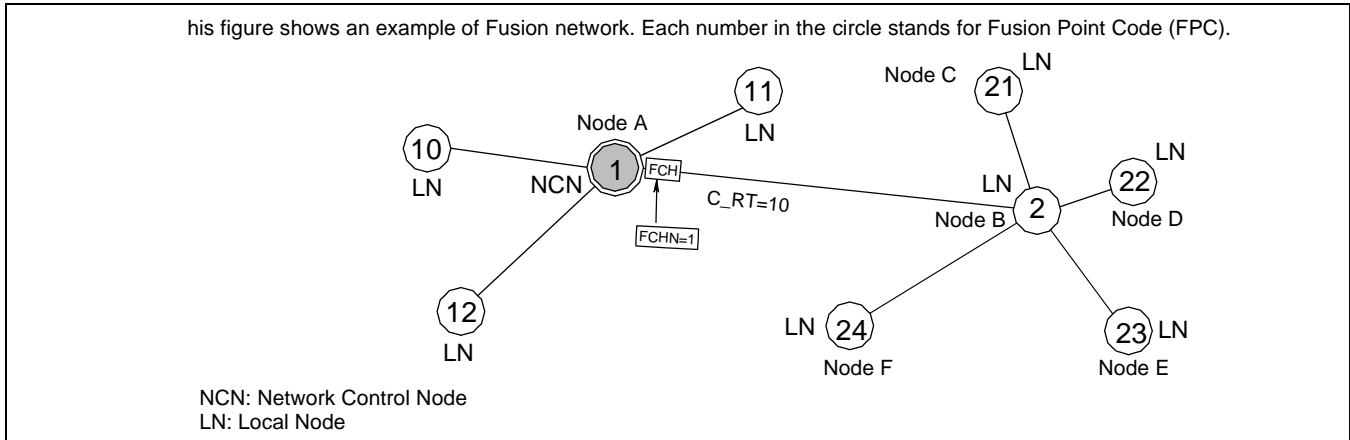 his figure shows an example of Fusion network. Each number in the circle stands for Fusion Point Code (FPC).
Node C
LN
21
11
LN
Node A
10
LN
1
NCN
FCH
FCHN=1
C_RT=10
LN
22
Node D
LN
Node B
2
12
LN
LN
24
Node F
23
LN
Node E
NCN: Network Control Node
LN: Local Node